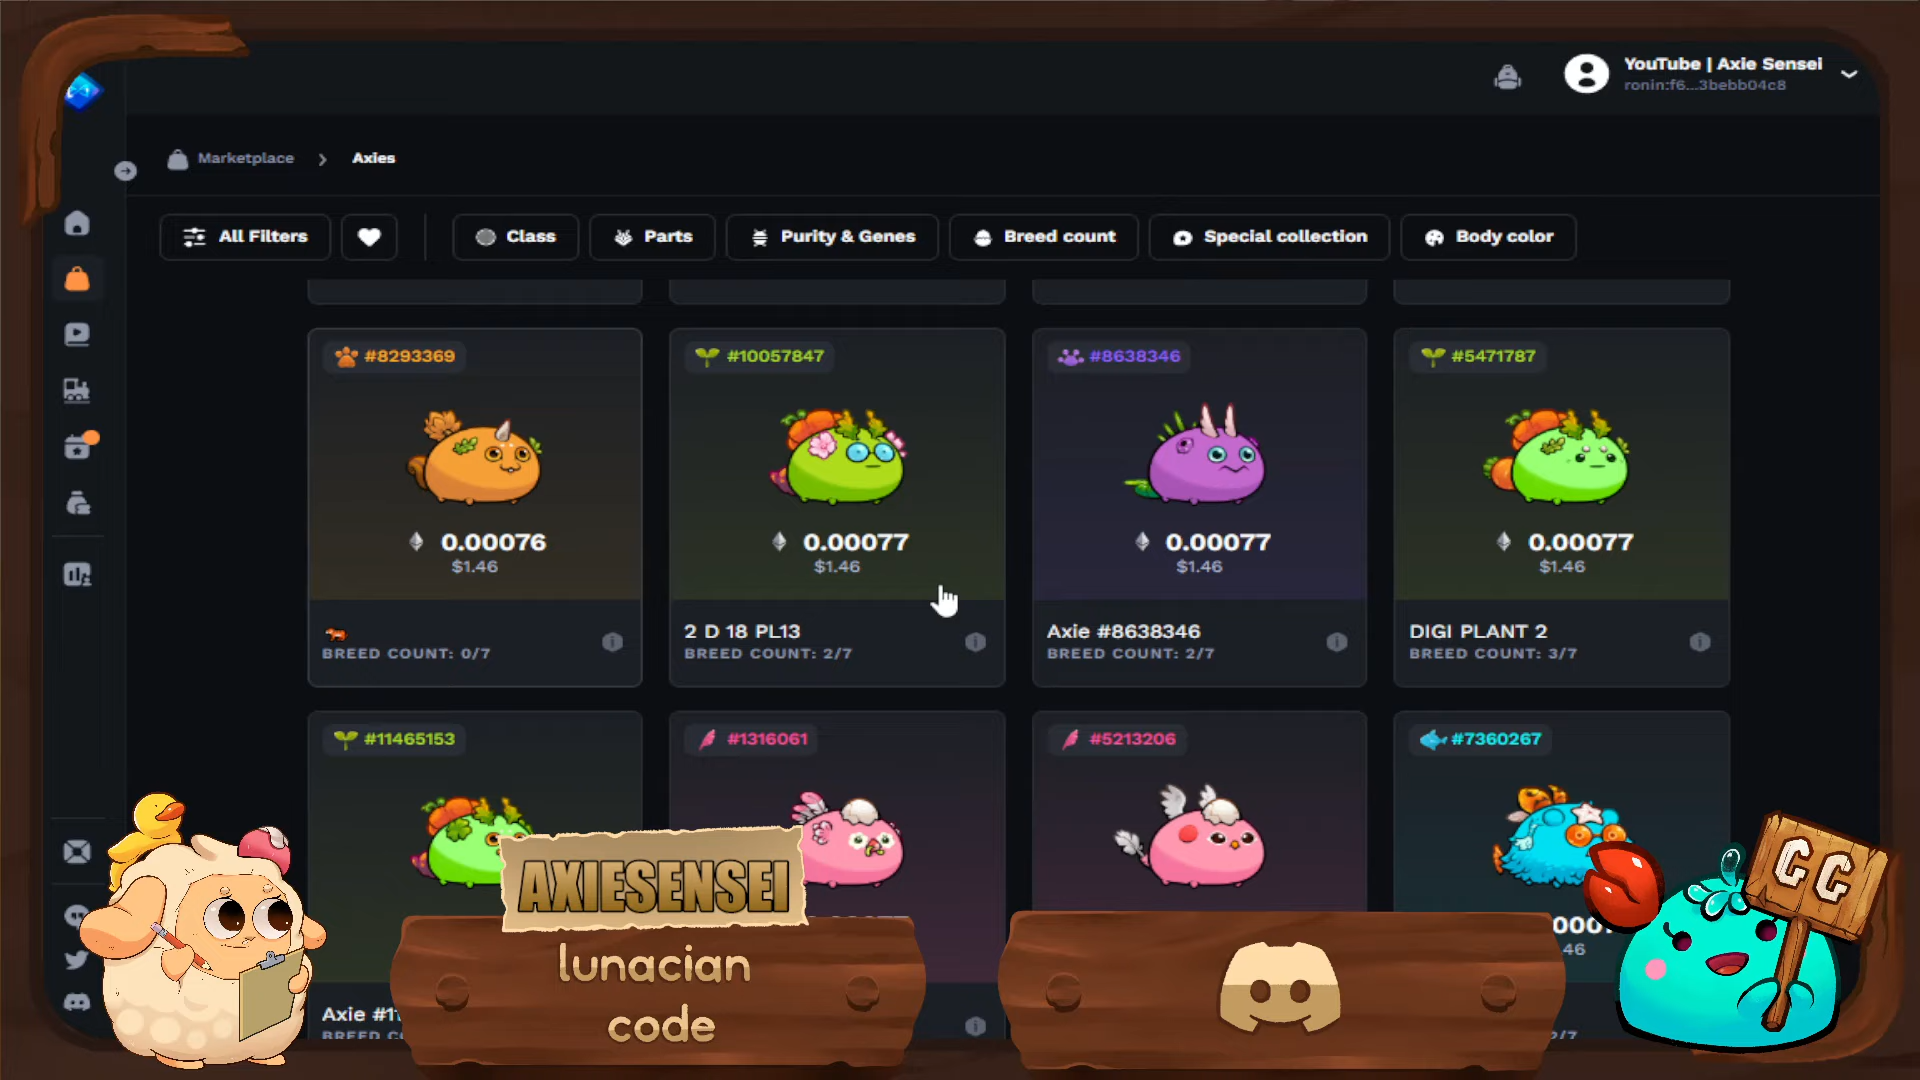 YouTube | Axie Sensei
ronin:f6...3bebb04c8
Marketplace
Axies
All Filters
Class
Parts
Purity & Genes
Breed count
Special collection
Body color
#8293369
0.00076
$1.46
BREED COUNT: 0/7
#10057847
0.00077
$1.46
2 D 18 PL13
BREED COUNT: 2/7
#8638346
0.00077
$1.46
Axie #8638346
BREED COUNT: 2/7
#5471787
0.00077
$1.46
DIGI PLANT 2
BREED COUNT: 3/7
#11465153
Axie #11
#1316061
#5213206
#7360267
AXIESENSEI
lunacian
code
CC